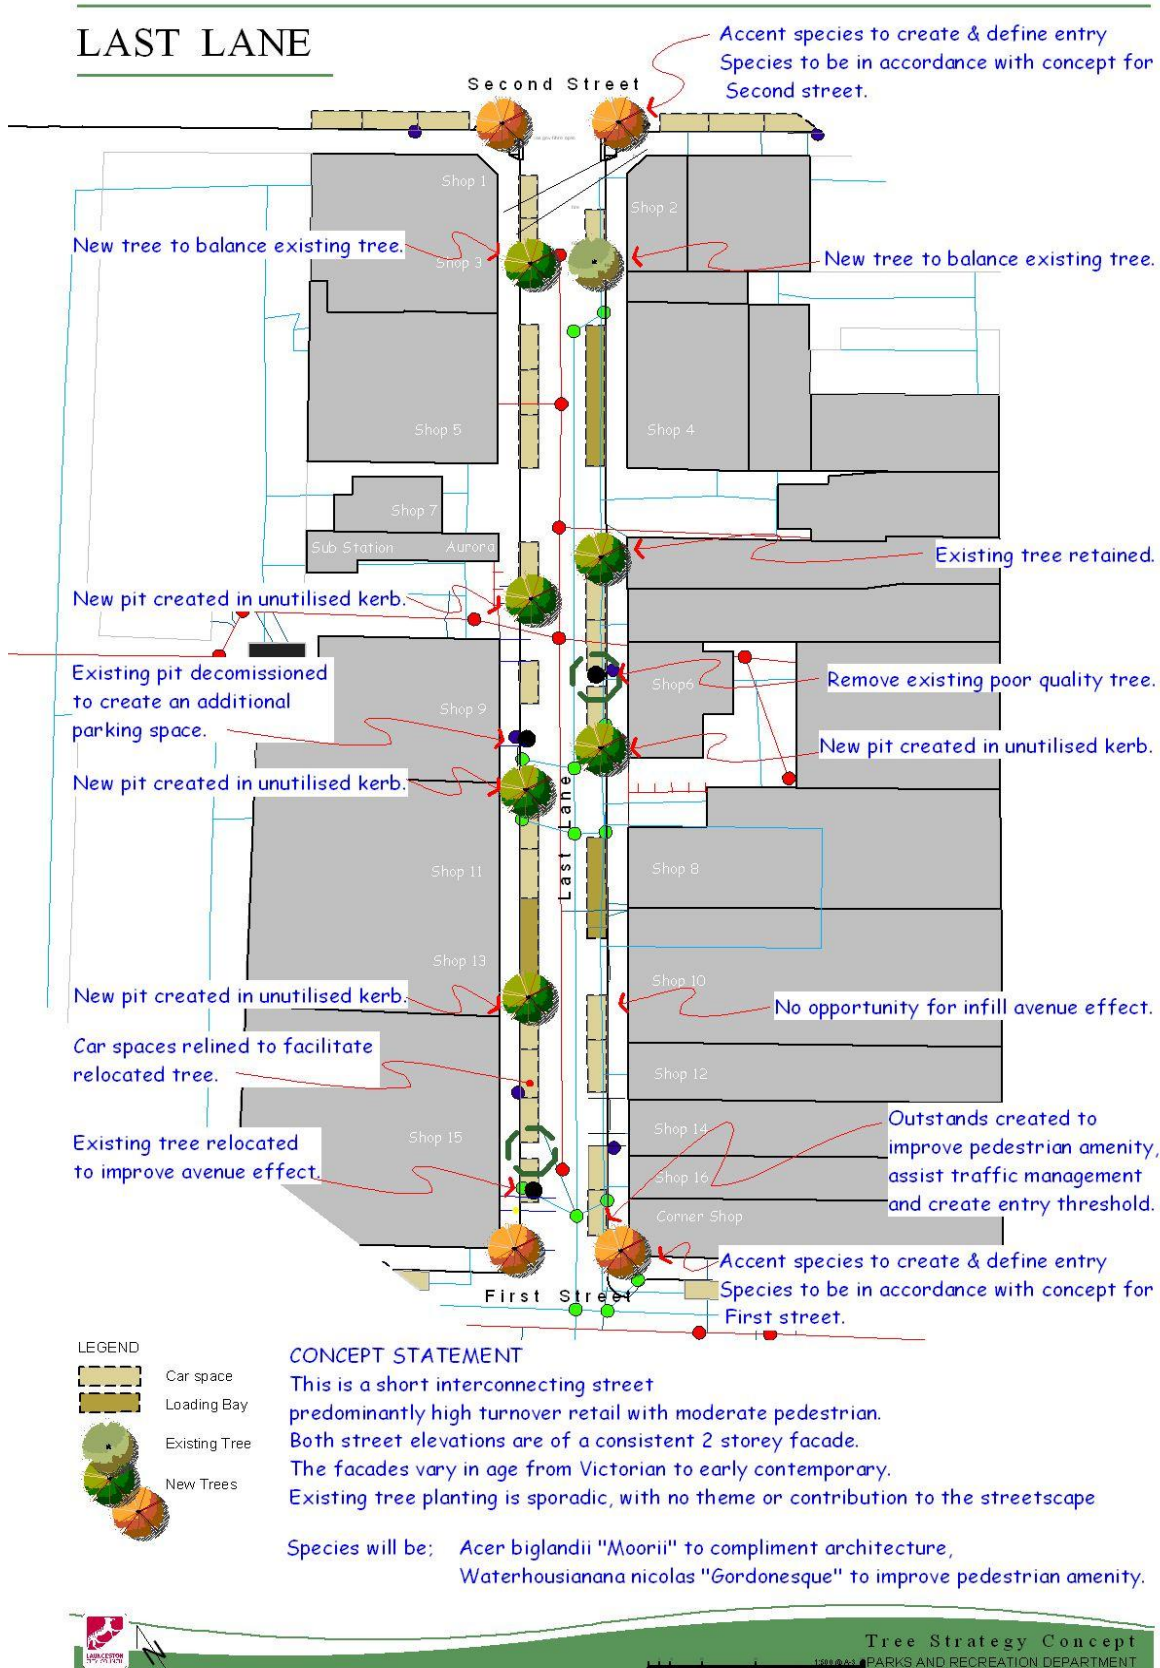 LAST LANE
Accent species to create & define entry
Species to be in accordance with concept for
Second street.
Second Street
Shop 1
Shop 2
New tree to balance existing tree.
Shop 3
New tree to balance existing tree.
Shop 5
Shop 4
Shop 7
Sub Station
Aurora
Existing tree retained.
New pit created in unutilised kerb.
Existing pit decomissioned
to create an additional
parking space.
Shop6
Remove existing poor quality tree.
Shop 9
New pit created in unutilised kerb.
New pit created in unutilised kerb.
Last Lane
Shop 11
Shop 8
Shop 13
Shop 10
New pit created in unutilised kerb.
No opportunity for infill avenue effect.
Car spaces relined to facilitate
relocated tree.
Shop 12
Shop 15
Shop 14
Outstands created to
improve pedestrian amenity,
assist traffic management
and create entry threshold.
Existing tree relocated
to improve avenue effect.
Shop 16
Corner Shop
Accent species to create & define entry
Species to be in accordance with concept for
First street.
First Street
LEGEND
Car space
Loading Bay
Existing Tree
New Trees
CONCEPT STATEMENT
This is a short interconnecting street
predominantly high turnover retail with moderate pedestrian.
Both street elevations are of a consistent 2 storey facade.
The facades vary in age from Victorian to early contemporary.
Existing tree planting is sporadic, with no theme or contribution to the streetscape
Species will be; Acer biglandii "Moorii" to compliment architecture,
Waterhousianana nicolas "Gordonesque" to improve pedestrian amenity.
LAUNCESTON
CITY COUNCIL
N
Tree Strategy Concept
1:500 @ A-3
PARKS AND RECREATION DEPARTMENT